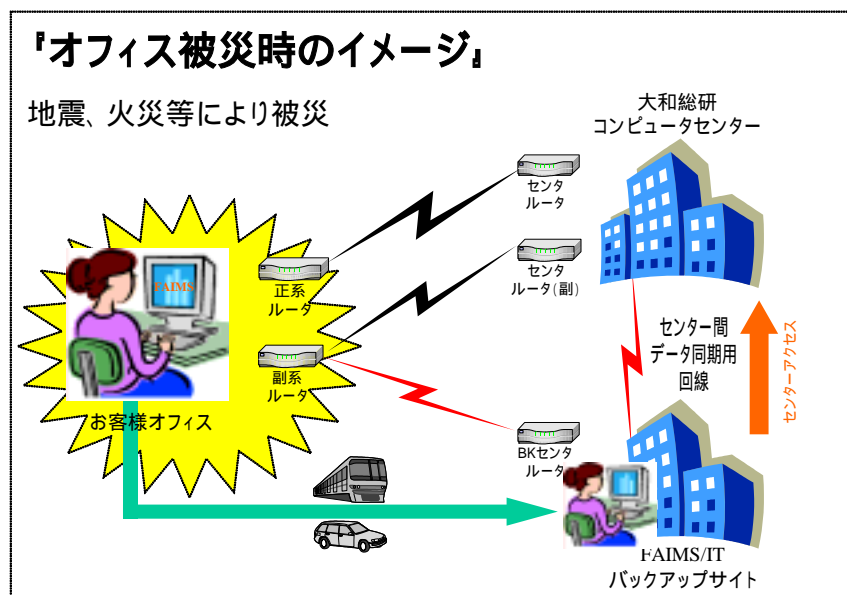 『オフィス被災時のイメージ』
地震、火災等により被災
大和総研
コンピュータセンター
センタ
ルータ
センタ
ルータ(副)
正系
ルータ
副系
ルータ
FAIMS
お客様オフィス
センター間
データ同期用
回線
センターアクセス
BKセンタ
ルータ
FAIMS/IT
バックアップサイト